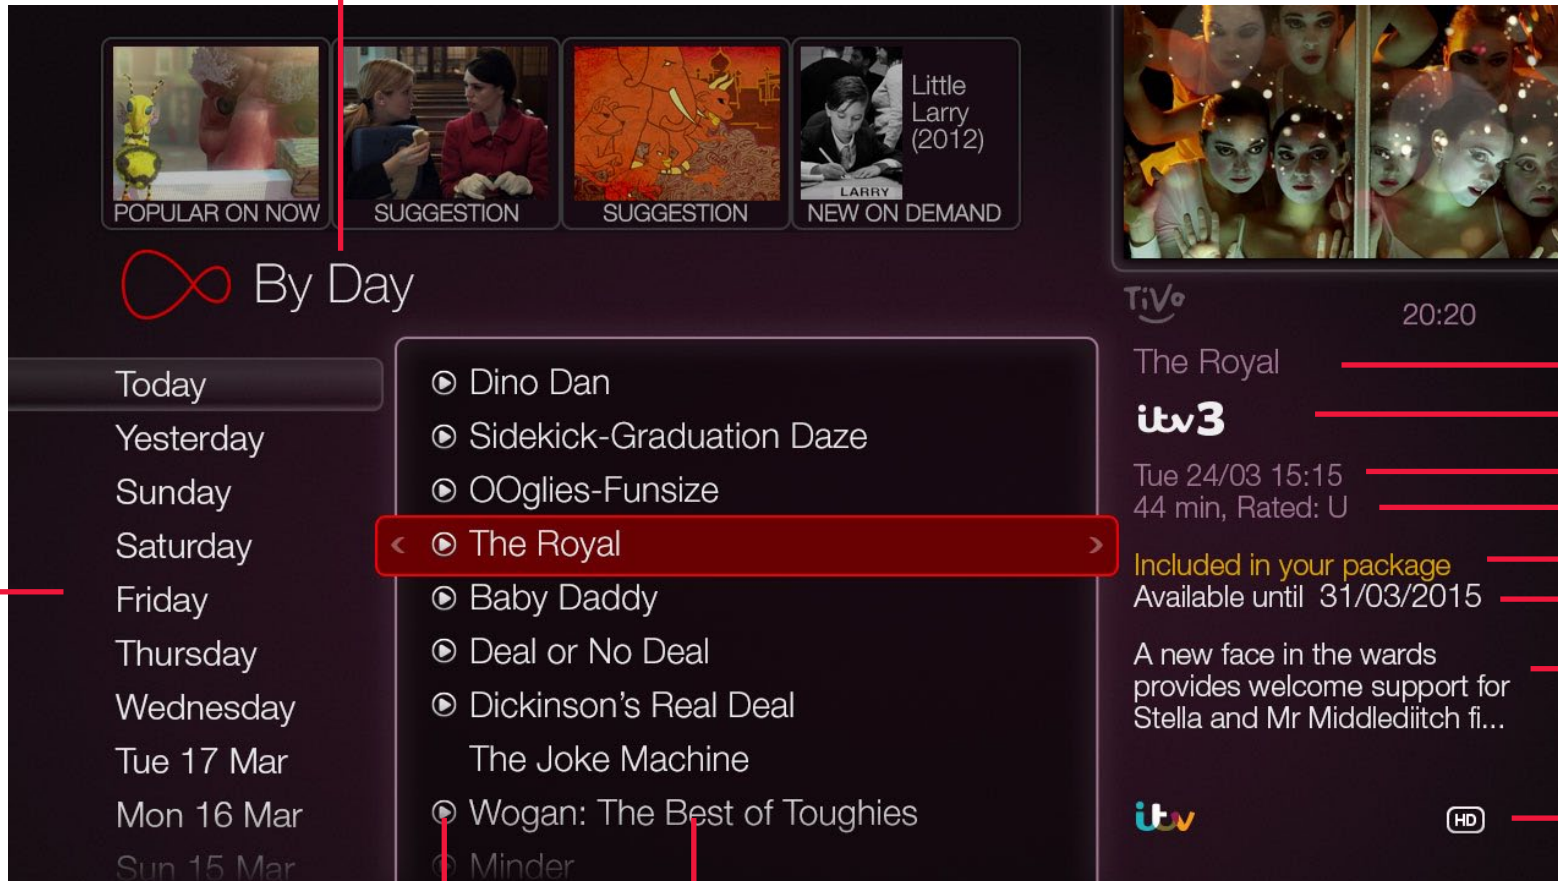 Little
Larry
(2012)
LARRY
POPULAR ON NOW
SUGGESTION
SUGGESTION
NEW ON DEMAND
By Day
TiVo
20:20
Today
Yesterday
Sunday
Saturday
Friday
Thursday
Wednesday
Tue 17 Mar
Mon 16 Mar
Sun 15 Mar
Dino Dan
Sidekick-Graduation Daze
OOglies-Funsize
The Royal
Baby Daddy
Deal or No Deal
Dickinson's Real Deal
The Joke Machine
Wogan: The Best of Toughies
Minder
The Royal
itv3
Tue 24/03 15:15
44 min, Rated: U
Included in your package
Available until 31/03/2015
A new face in the wards
provides welcome support for
Stella and Mr Middlediitch fi...
itv
HD